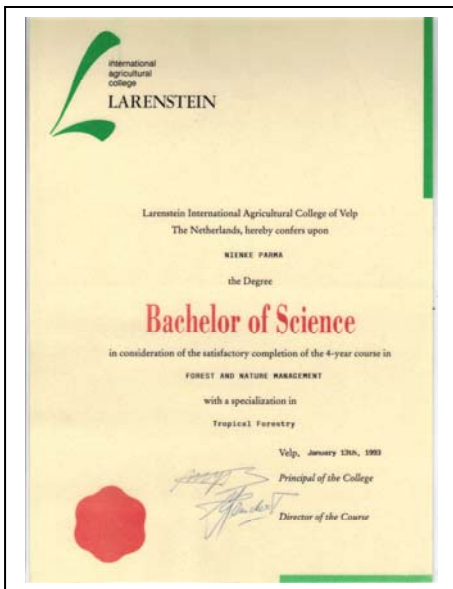 international
agricultural
college
LARENSTEIN
Larenstein International Agricultural College of Velp
The Netherlands, hereby confers upon
NIENKE PARMA
the Degree
Bachelor of Science
in consideration of the satisfactory completion of the 4-year course in
FOREST AND NATURE MANAGEMENT
with a specialization in
Tropical Forestry
Velp, January 13th, 1993
Principal of the College
Director of the Course